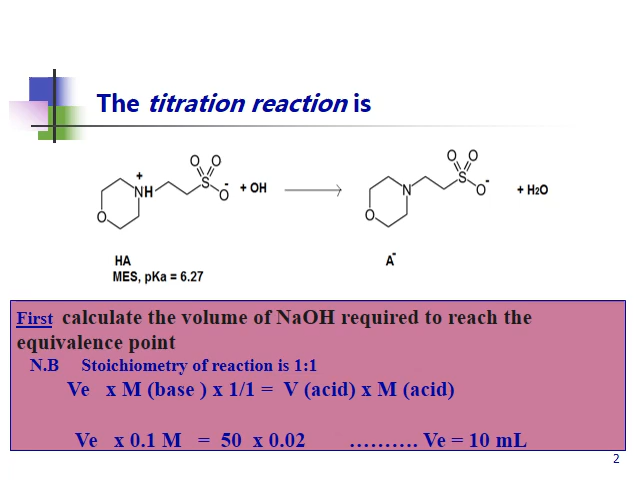 The titration reaction is
O O
+
NH
S
O
-
+ OH
O
O O
N
S
O
-
+ H2O
O
HA
A-
MES, pKa = 6.27
First calculate the volume of NaOH required to reach the
equivalence point
N.B Stoichiometry of reaction is 1:1
Ve x M (base ) x 1/1 = V (acid) x M (acid)
Ve x 0.1 M = 50 x 0.02 ………. Ve = 10 mL
2